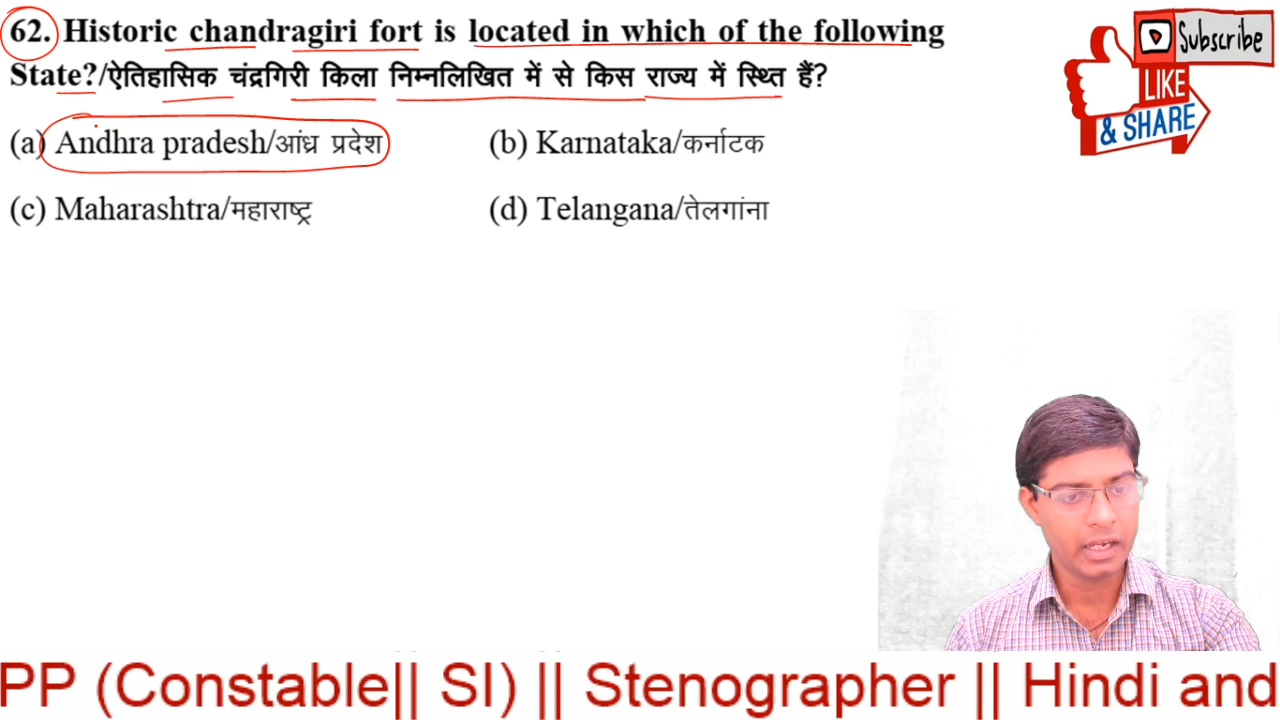 62. Historic chandragiri fort is located in which of the following
State?/ऐतिहासिक चंद्रगिरी किला निम्नलिखित में से किस राज्य में स्थित हैं?
(a) Andhra pradesh/आंध्र प्रदेश
(b) Karnataka/कर्नाटक
(c) Maharashtra/महाराष्ट्र
(d) Telangana/तेलगांना
Subscribe
LIKE
& SHARE
PP (Constable|| SI) || Stenographer || Hindi and